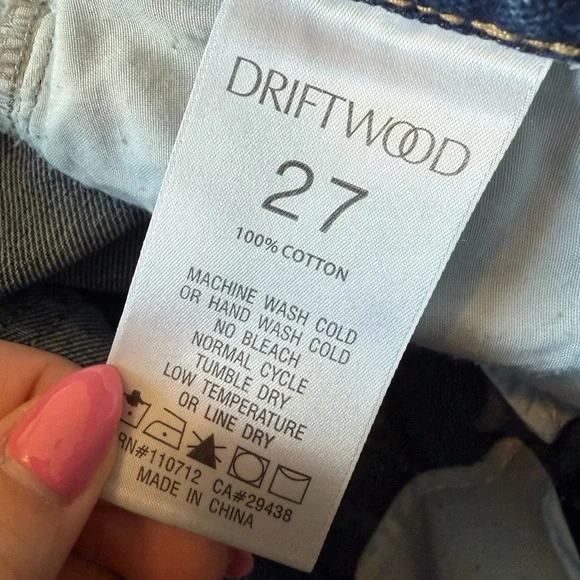 DRIFTWOOD
27
100% COTTON
MACHINE WASH COLD
OR HAND WASH COLD
NO BLEACH
NORMAL CYCLE
TUMBLE DRY
LOW TEMPERATURE
OR LINE DRY
RN#110712 CA#29438
MADE IN CHINA